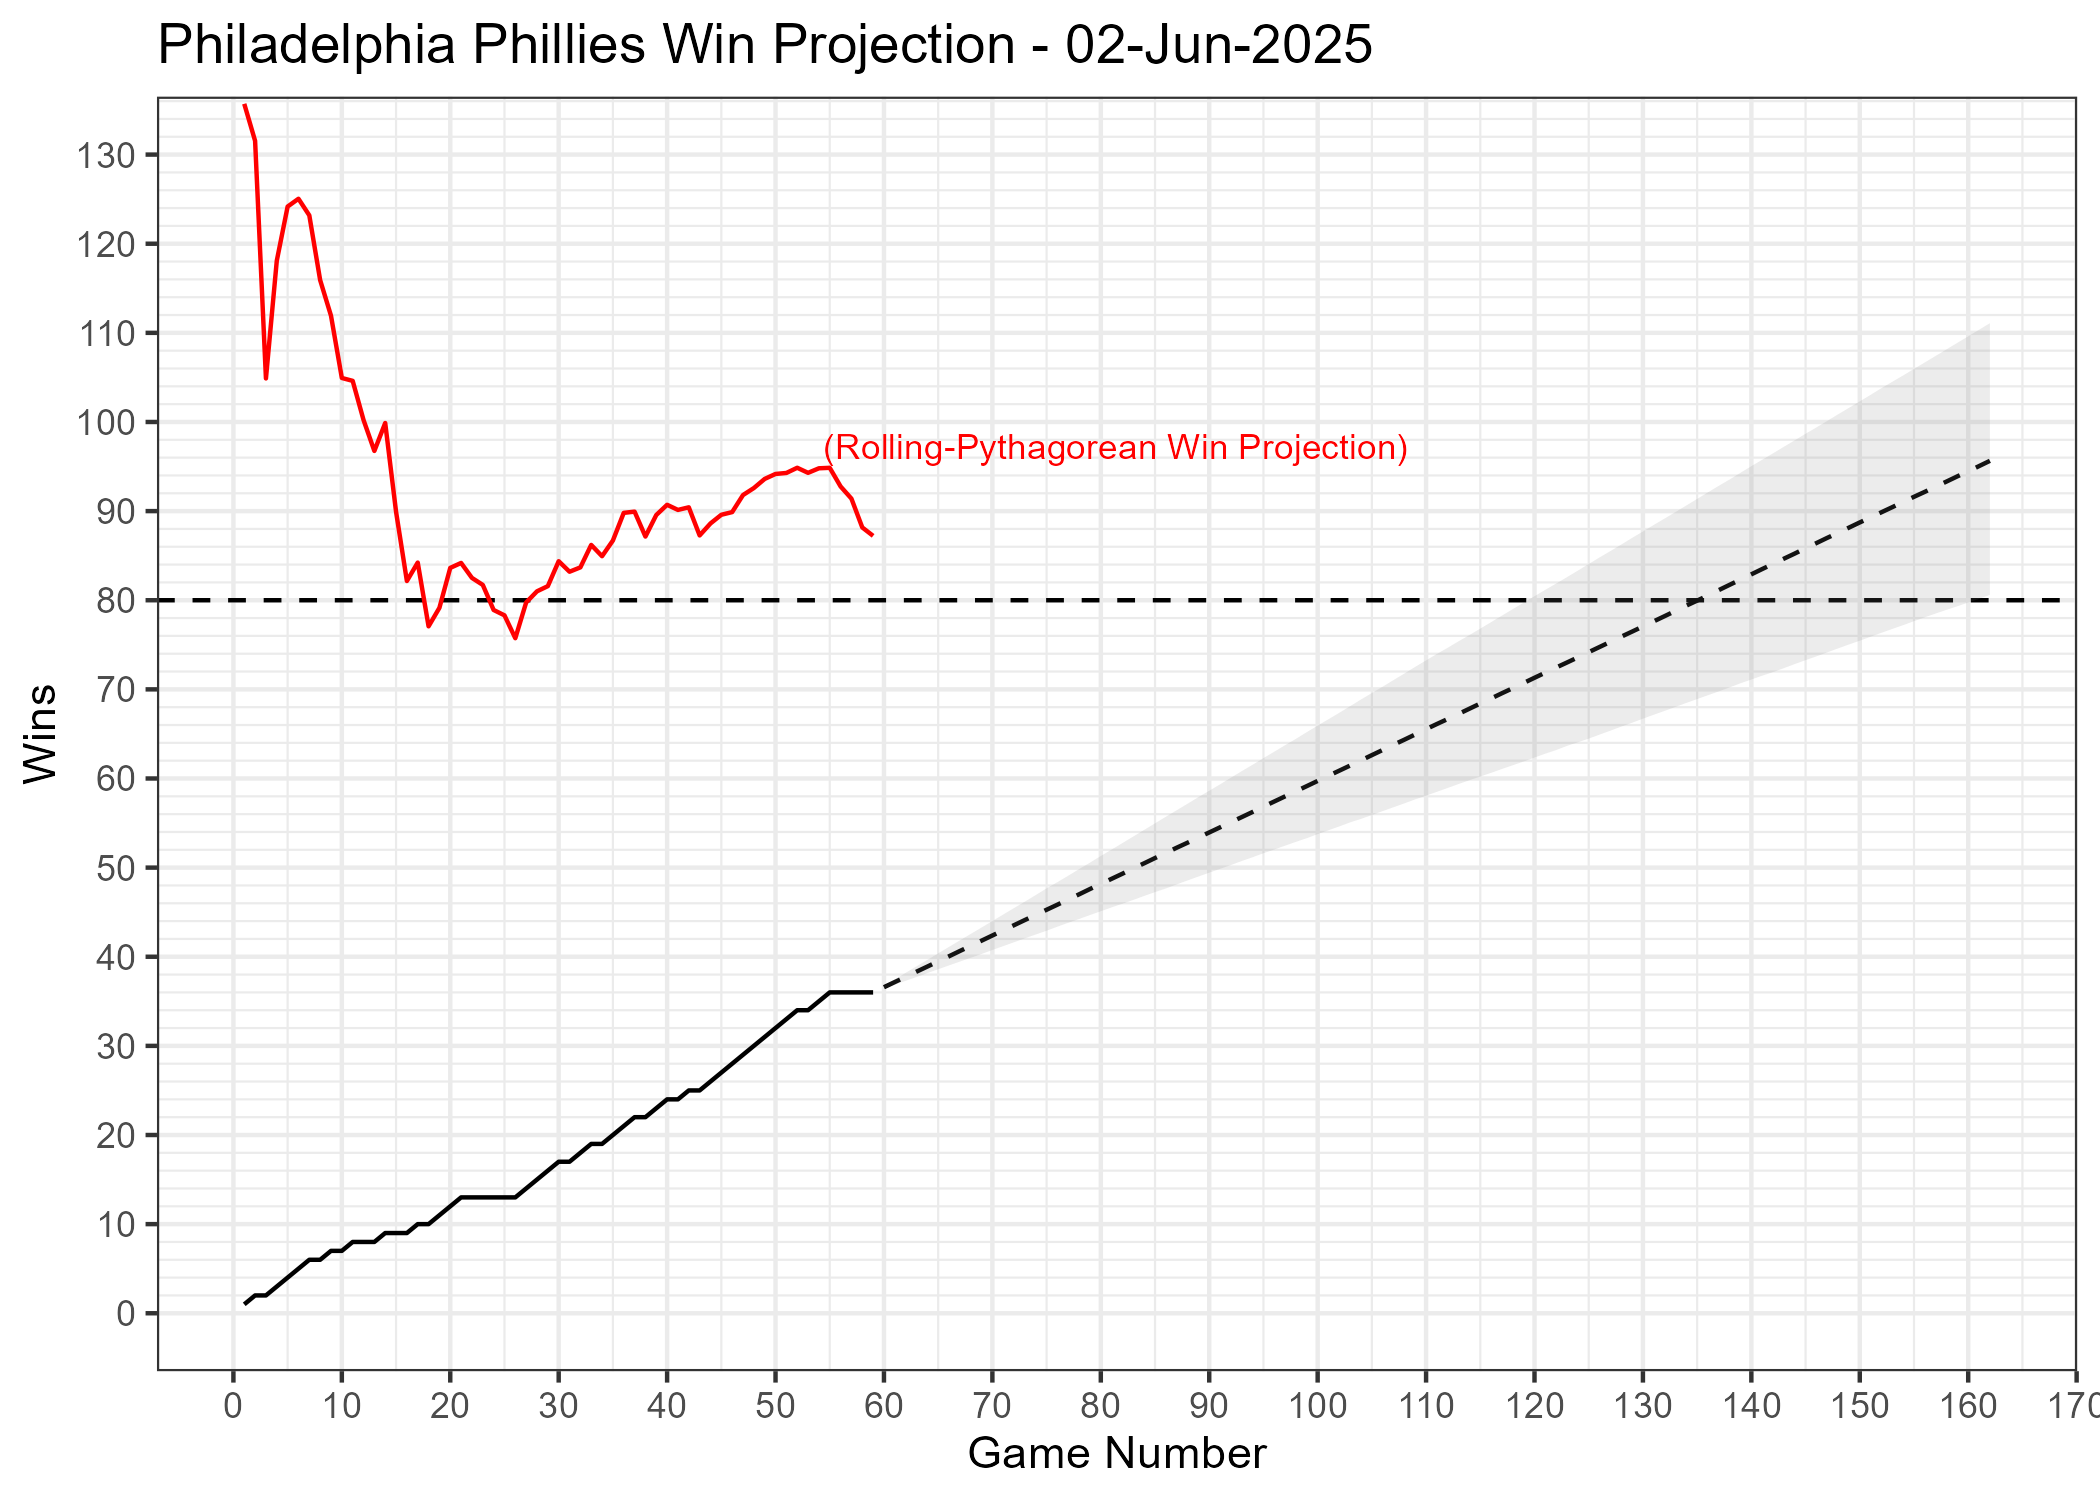 Philadelphia Phillies Win Projection - 02-Jun-2025
130
120
110
100
90
80
70
60
50
40
30
20
10
0
Wins
(Rolling-Pythagorean Win Projection)
0 10 20 30 40 50 60 70 80 90 100 110 120 130 140 150 160 170
Game Number